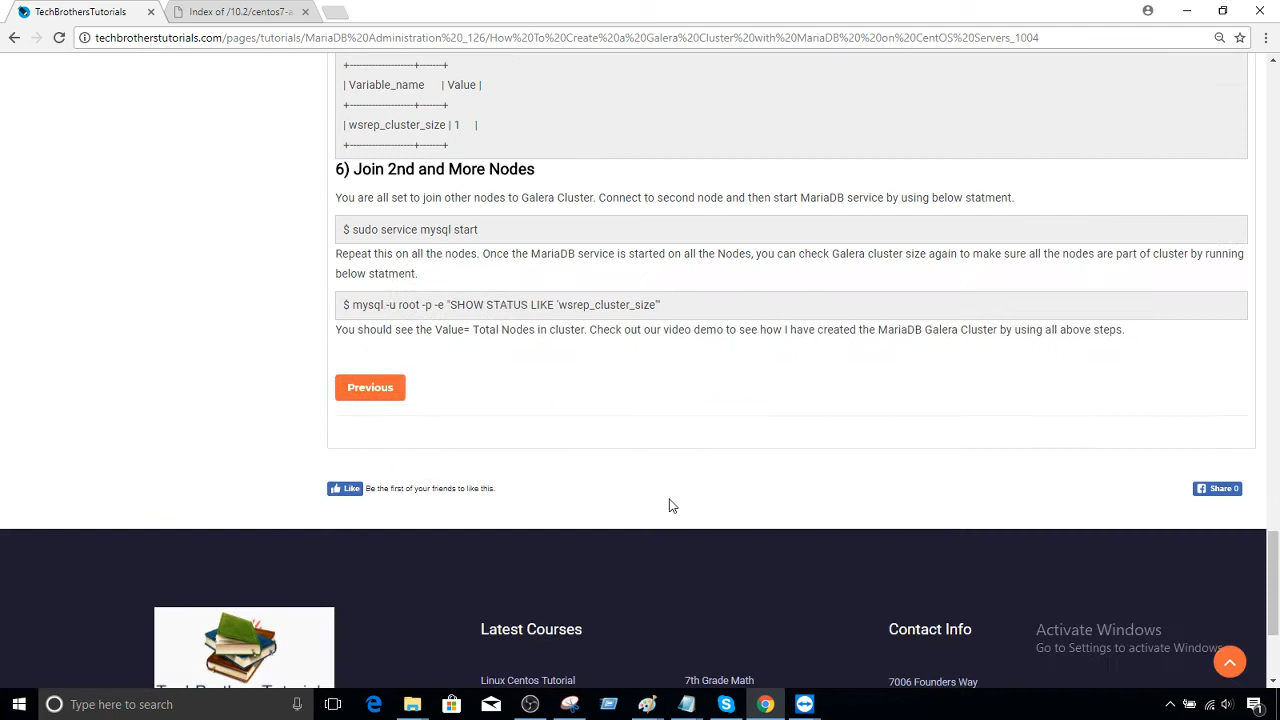 TechBrothersTutorials
Index of /10.2/centos7-a
techbrotherstutorials.com/pages/tutorials/MariaDB%20Administration%20_126/How%20To%20Create%20a%20Galera%20Cluster%20with%20MariaDB%20%20on%20CentOS%20Servers_1004
+--------------------+-------+
| Variable_name | Value |
+--------------------+-------+
| wsrep_cluster_size | 1 |
+--------------------+-------+
6) Join 2nd and More Nodes
You are all set to join other nodes to Galera Cluster. Connect to second node and then start MariaDB service by using below statment.
$ sudo service mysql start
Repeat this on all the nodes. Once the MariaDB service is started on all the Nodes, you can check Galera cluster size again to make sure all the nodes are part of cluster by running
below statment.
$ mysql -u root -p -e "SHOW STATUS LIKE 'wsrep_cluster_size'"
You should see the Value= Total Nodes in cluster. Check out our video demo to see how I have created the MariaDB Galera Cluster by using all above steps.
Previous
Like
Be the first of your friends to like this.
Share 0
Latest Courses
Contact Info
Activate Windows
Go to Settings to activate Windows.
Linux Centos Tutorial
7th Grade Math
7006 Founders Way
Type here to search